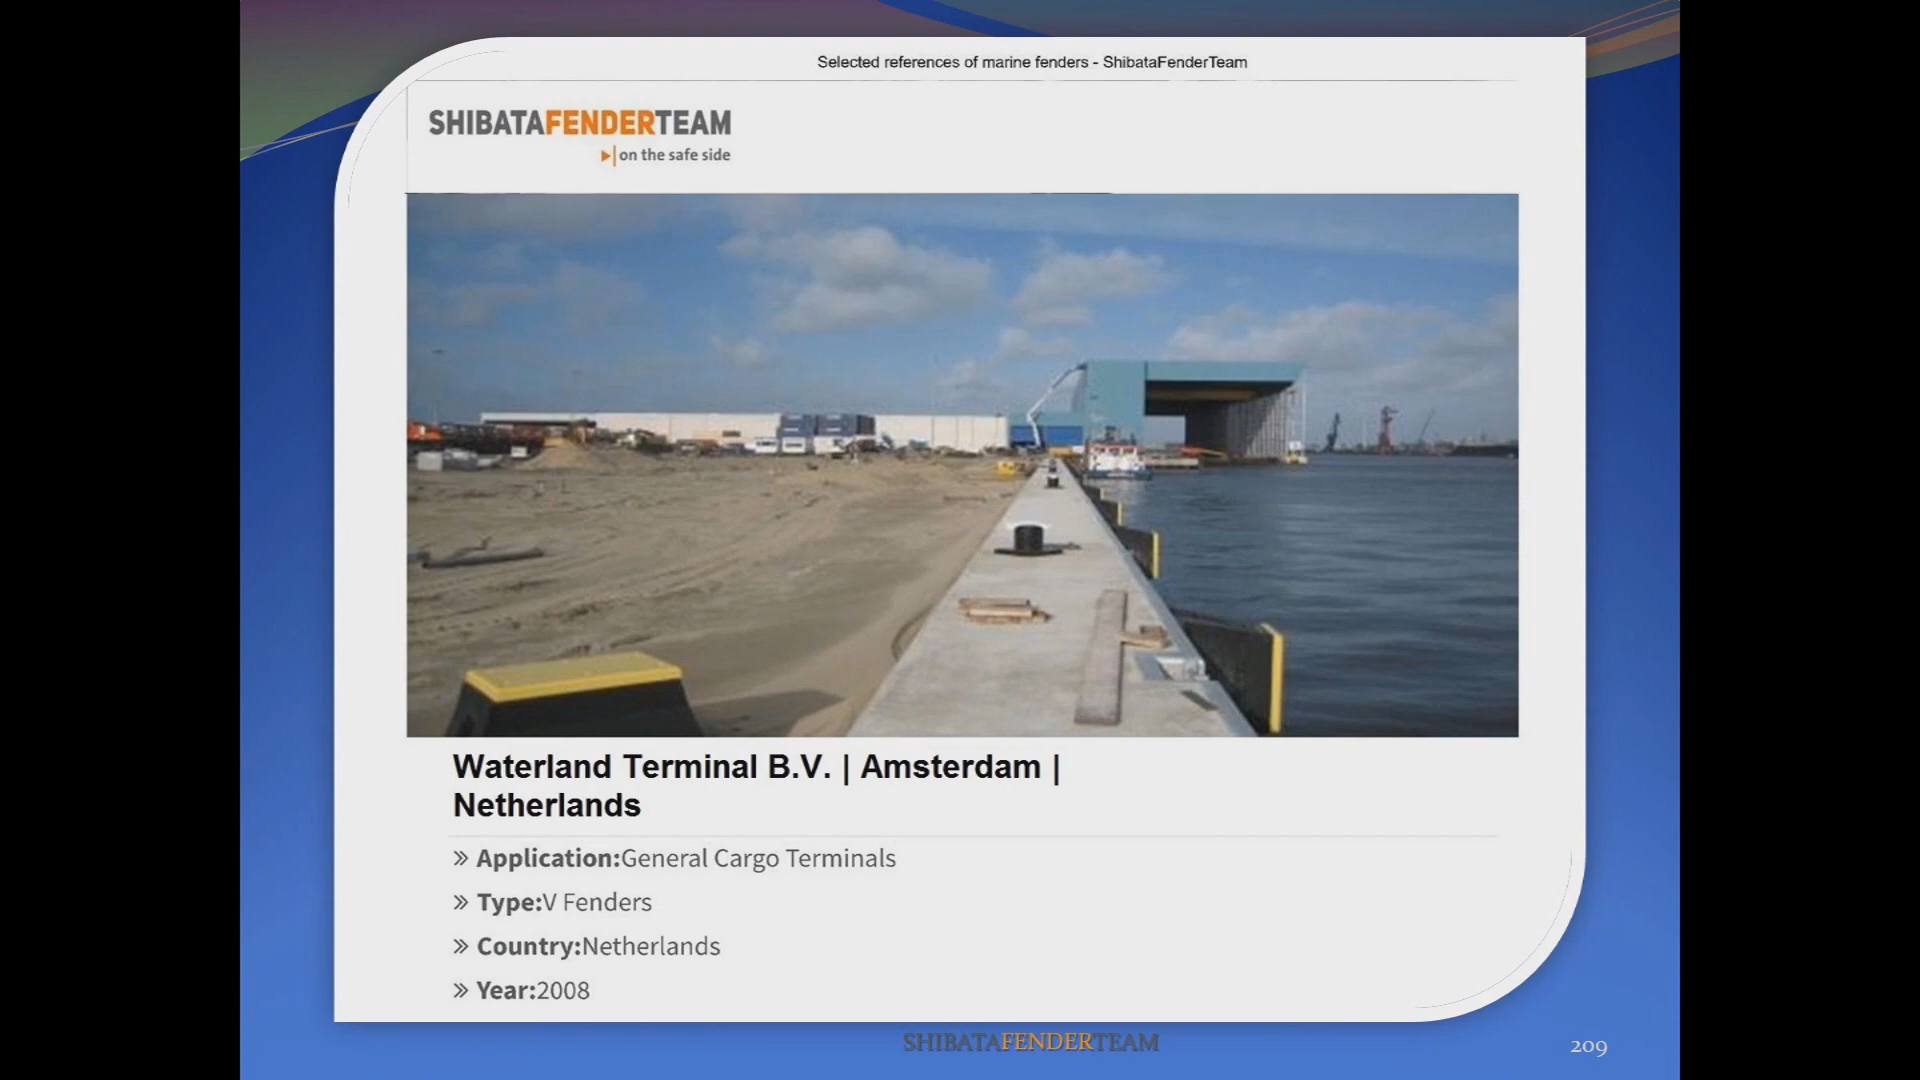 Selected references of marine fenders - ShibataFenderTeam
SHIBATAFENDERTEAM
on the safe side
Waterland Terminal B.V. | Amsterdam |
Netherlands
» Application:General Cargo Terminals
» Type:V Fenders
» Country:Netherlands
» Year:2008
SHIBATAFENDERTEAM
209